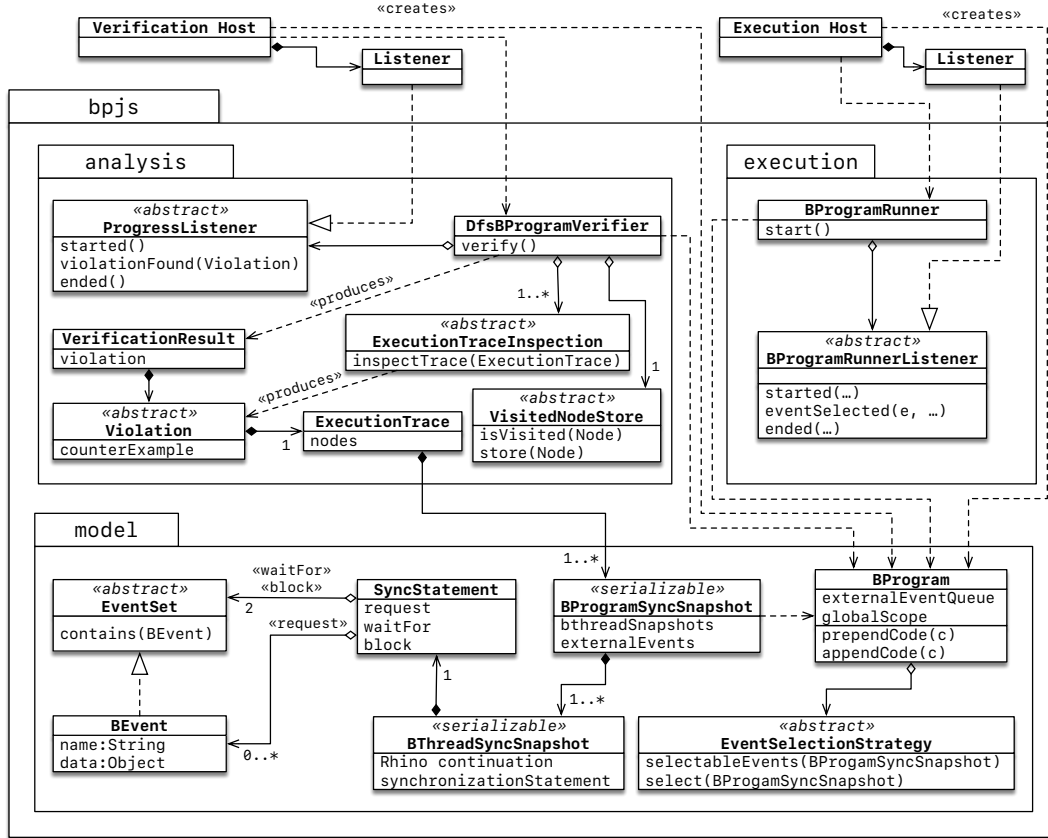 «creates»
Verification Host
Listener
«creates»
Execution Host
Listener
bpjs
analysis
«abstract»
ProgressListener
started()
violationFound(Violation)
ended()
DfsBProgramVerifier
verify()
«produces»
1..*
VerificationResult
violation
«abstract»
ExecutionTraceInspection
inspectTrace(ExecutionTrace)
«produces»
1
«abstract»
Violation
counterExample
1
ExecutionTrace
nodes
«abstract»
VisitedNodeStore
isVisited(Node)
store(Node)
execution
BProgramRunner
start()
«abstract»
BProgramRunnerListener
started(…)
eventSelected(e, …)
ended(…)
model
«abstract»
EventSet
contains(BEvent)
«waitFor»
«block»
2
«request»
SyncStatement
request
waitFor
block
1..*
«serializable»
BProgramSyncSnapshot
bthreadSnapshots
externalEvents
BProgram
externalEventQueue
globalScope
prependCode(c)
appendCode(c)
1
1..*
BEvent
name:String
data:Object
0..*
«serializable»
BThreadSyncSnapshot
Rhino continuation
synchronizationStatement
«abstract»
EventSelectionStrategy
selectableEvents(BProgamSyncSnapshot)
select(BProgamSyncSnapshot)